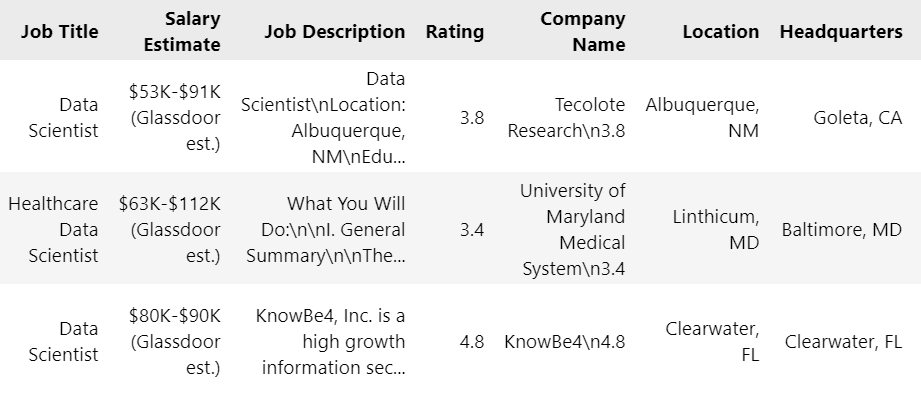 Job Title Salary Estimate Job Description Rating Company Name Location Headquarters
Data Scientist $53K-$91K (Glassdoor est.) Data Scientist\nLocation: Albuquerque, NM\nEdu... 3.8 Tecolote Research\n3.8 Albuquerque, NM Goleta, CA
Healthcare Data Scientist $63K-$112K (Glassdoor est.) What You Will Do:\n\nI. General Summary\n\nThe... 3.4 University of Maryland Medical System\n3.4 Linthicum, MD Baltimore, MD
Data Scientist $80K-$90K (Glassdoor est.) KnowBe4, Inc. is a high growth information sec... 4.8 KnowBe4\n4.8 Clearwater, FL Clearwater, FL